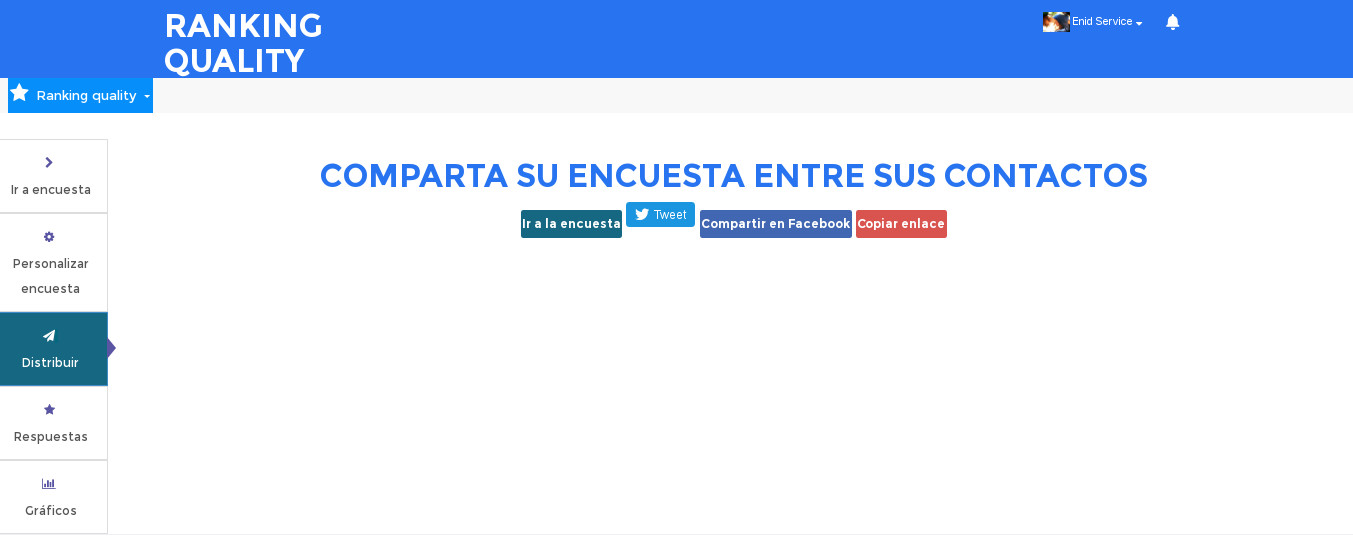 RANKING
QUALITY
Enid Service
Ranking quality
Ir a encuesta
Personalizar
encuesta
Distribuir
Respuestas
Gráficos
COMPARTA SU ENCUESTA ENTRE SUS CONTACTOS
Ir a la encuesta
Tweet
Compartir en Facebook
Copiar enlace